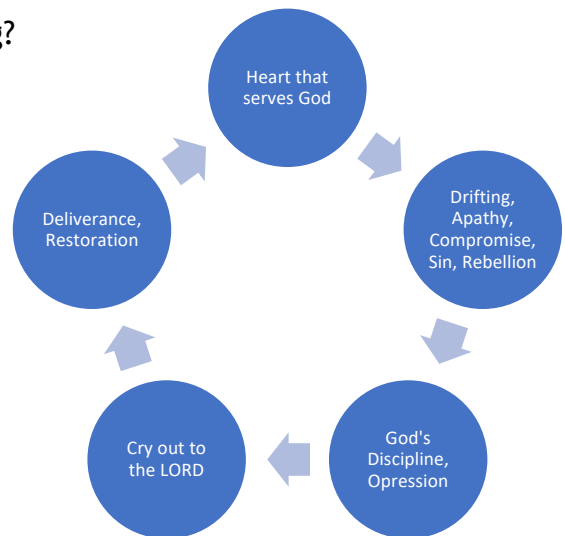 g?
Heart that
serves God
Drifting,
Apathy,
Compromise,
Sin, Rebellion
God's
Discipline,
Opression
Cry out to
the LORD
Deliverance,
Restoration